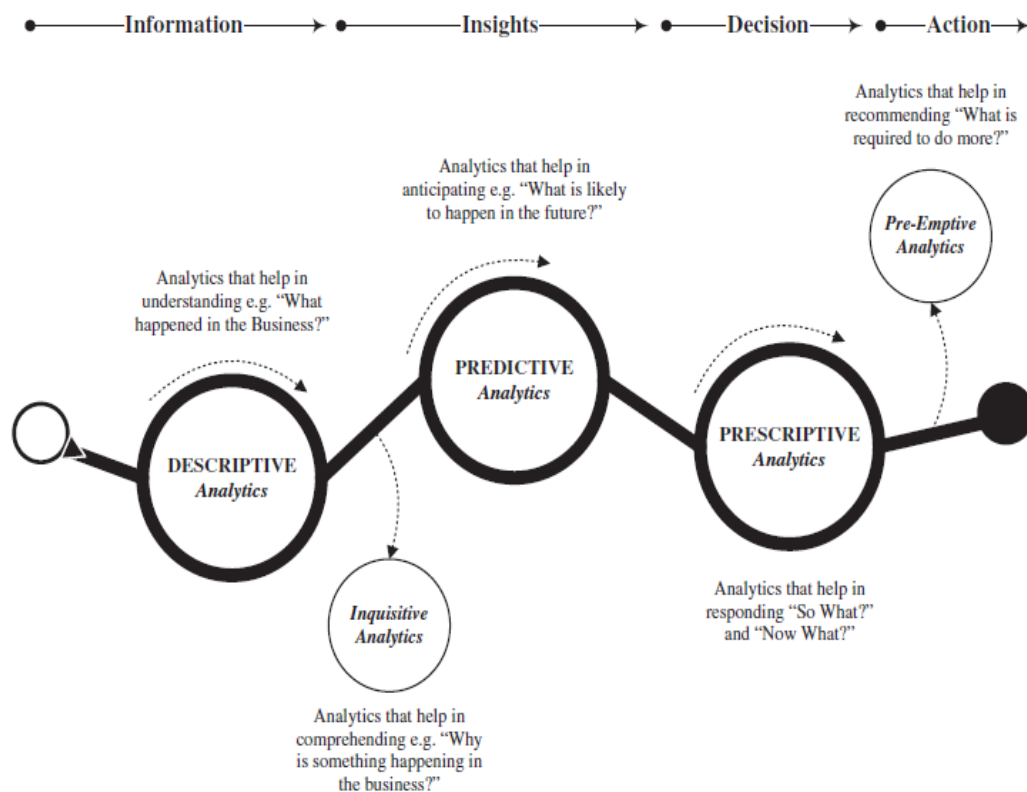 Information
Insights
Decision
Action
Analytics that help in
recommending “What is
required to do more?”
Pre-Emptive
Analytics
Analytics that help in
anticipating e.g. “What is likely
to happen in the future?”
PREDICTIVE
Analytics
Analytics that help in
understanding e.g. “What
happened in the Business?”
DESCRIPTIVE
Analytics
PRESCRIPTIVE
Analytics
Analytics that help in
responding “So What?”
and “Now What?”
Inquisitive
Analytics
Analytics that help in
comprehending e.g. “Why
is something happening in
the business?”